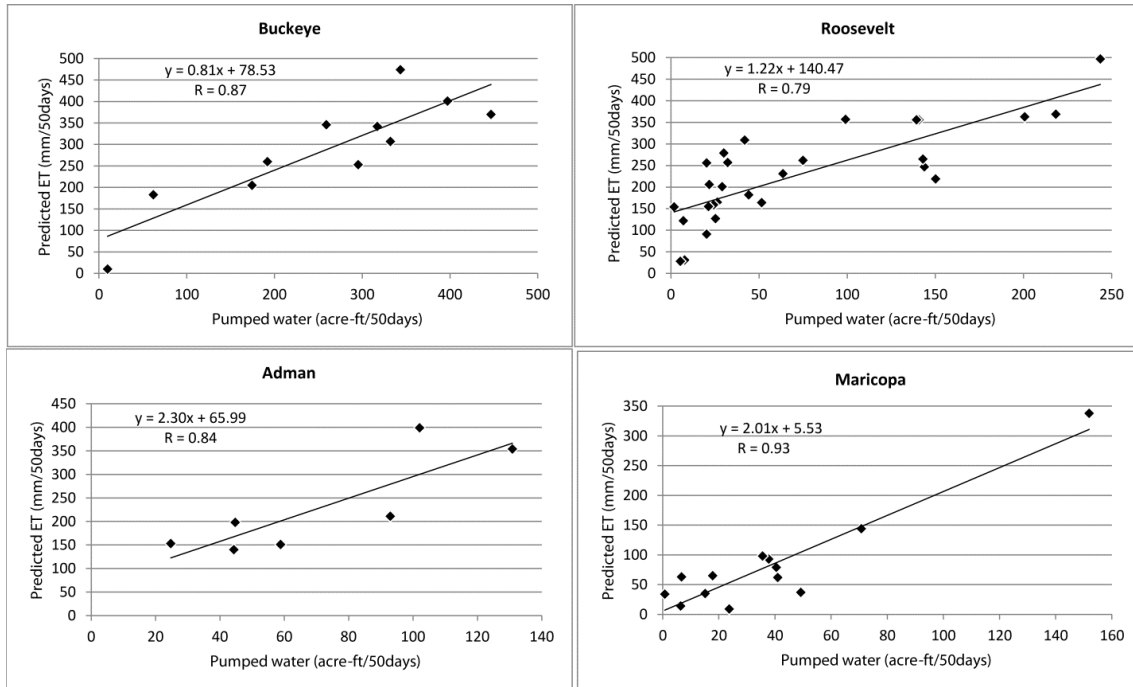 Buckeye
y = 0.81x + 78.53
R = 0.87
Predicted ET (mm/50days)
500
450
400
350
300
250
200
150
100
50
0
0 100 200 300 400 500
Pumped water (acre-ft/50days)
Roosevelt
y = 1.22x + 140.47
R = 0.79
Predicted ET (mm/50days)
500
450
400
350
300
250
200
150
100
50
0
0 50 100 150 200 250
Pumped water (acre-ft/50days)
Adman
y = 2.30x + 65.99
R = 0.84
Predicted ET (mm/50days)
450
400
350
300
250
200
150
100
50
0
0 20 40 60 80 100 120 140
Pumped water (acre-ft/50days)
Maricopa
y = 2.01x + 5.53
R = 0.93
Predicted ET (mm/50days)
350
300
250
200
150
100
50
0
0 20 40 60 80 100 120 140 160
Pumped water (acre-ft/50days)